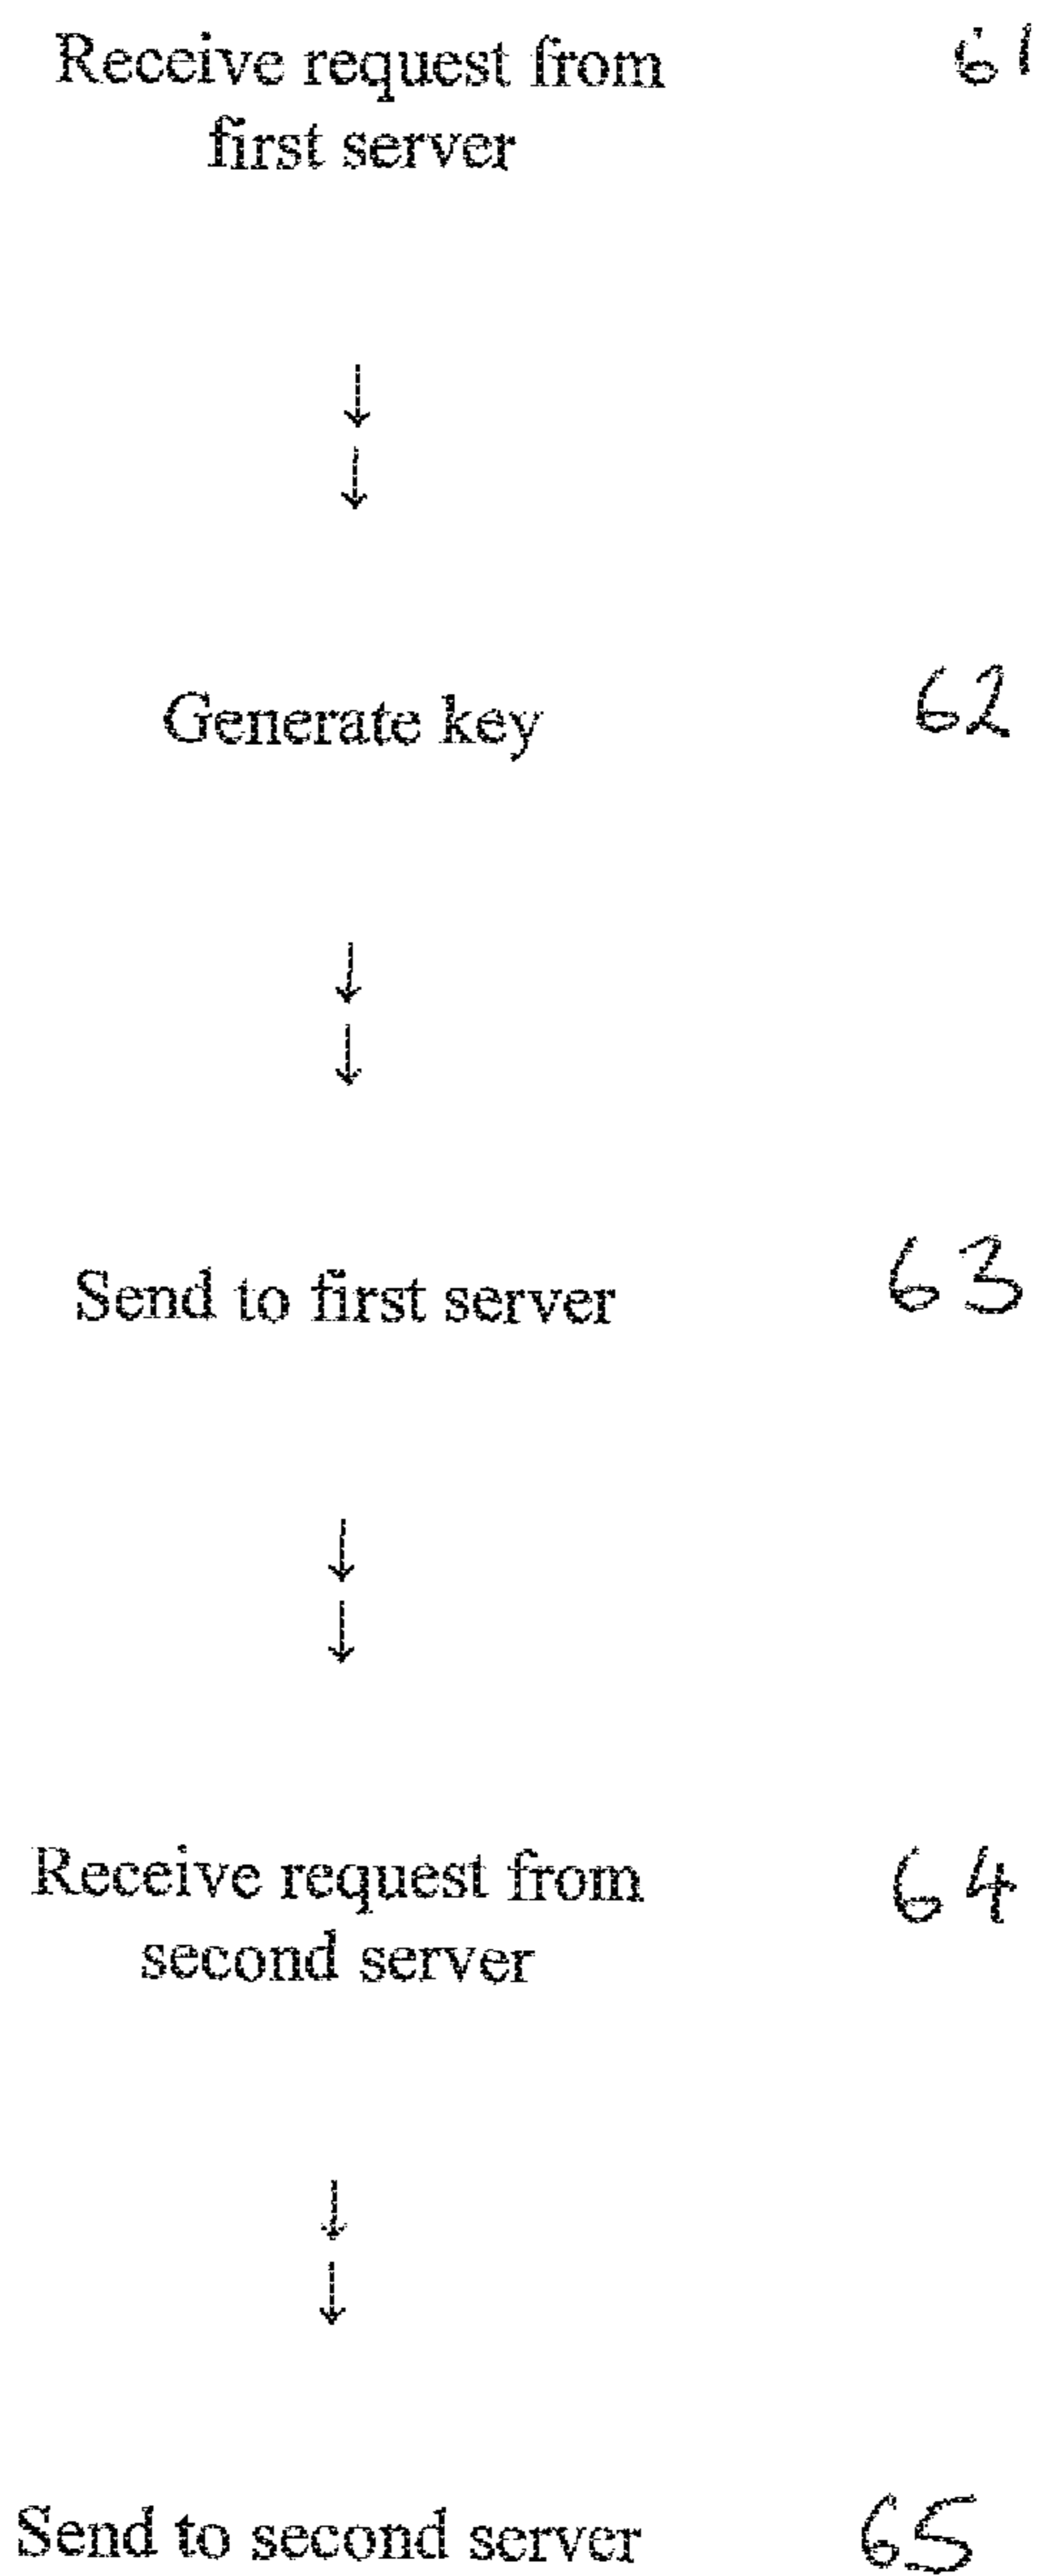 Receive request from 61
first server
↓
↓
Generate key 62
↓
↓
Send to first server 63
↓
↓
Receive request from 64
second server
↓
↓
Send to second server 65